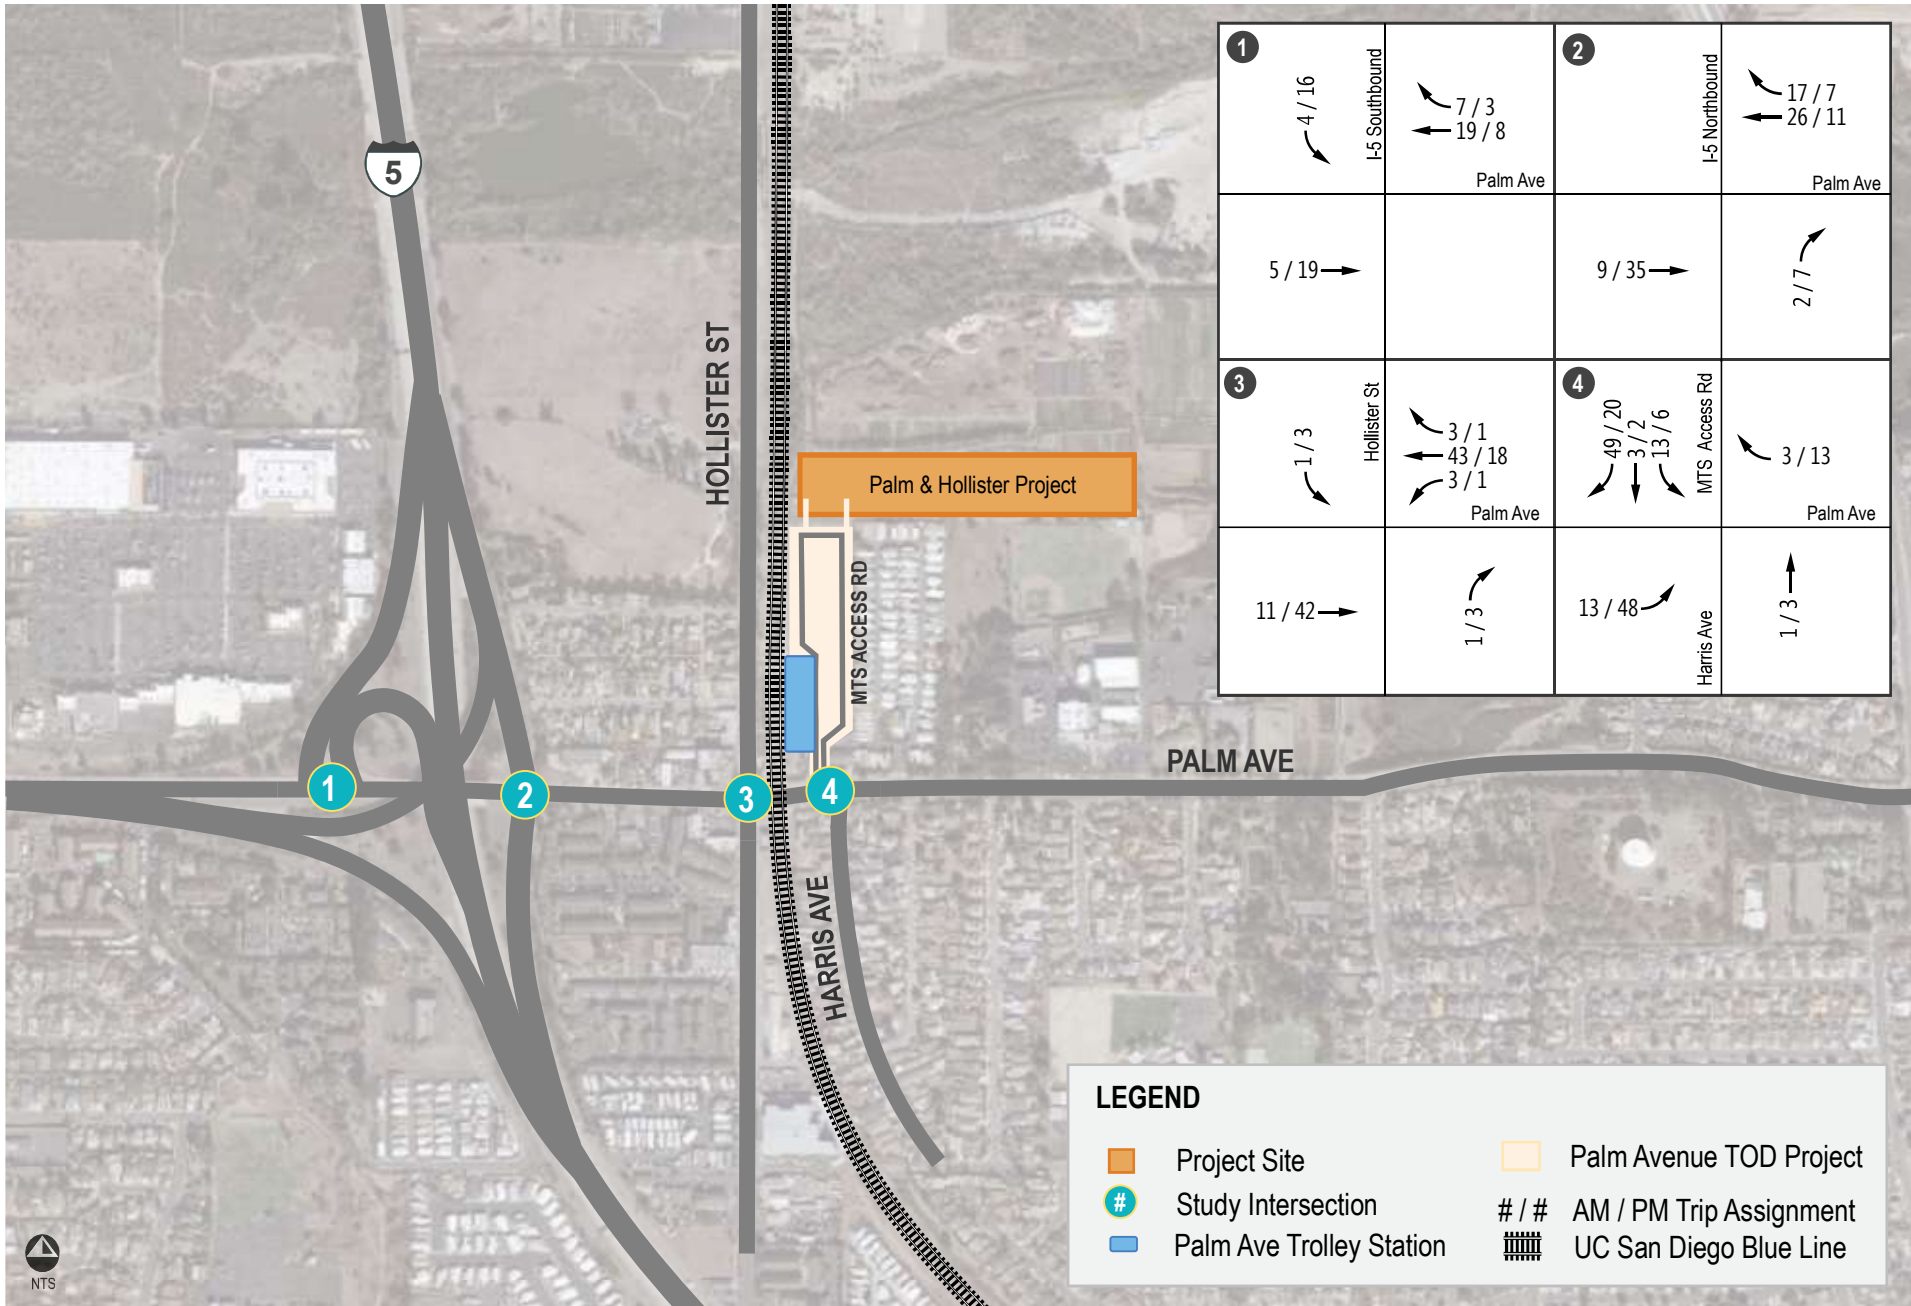 5
HOLLISTER ST
Palm & Hollister Project
MTS ACCESS RD
PALM AVE
HARRIS AVE
1
2
3
4
NTS
1
4 / 16
I-5 Southbound
7 / 3
19 / 8
Palm Ave
5 / 19
2
I-5 Northbound
17 / 7
26 / 11
Palm Ave
9 / 35
2 / 7
3
1 / 3
Hollister St
3 / 1
43 / 18
3 / 1
Palm Ave
11 / 42
1 / 3
4
49 / 20
3 / 2
13 / 6
MTS Access Rd
3 / 13
Palm Ave
13 / 48
Harris Ave
1 / 3
LEGEND
Project Site
# Study Intersection
Palm Ave Trolley Station
Palm Avenue TOD Project
# / # AM / PM Trip Assignment
UC San Diego Blue Line